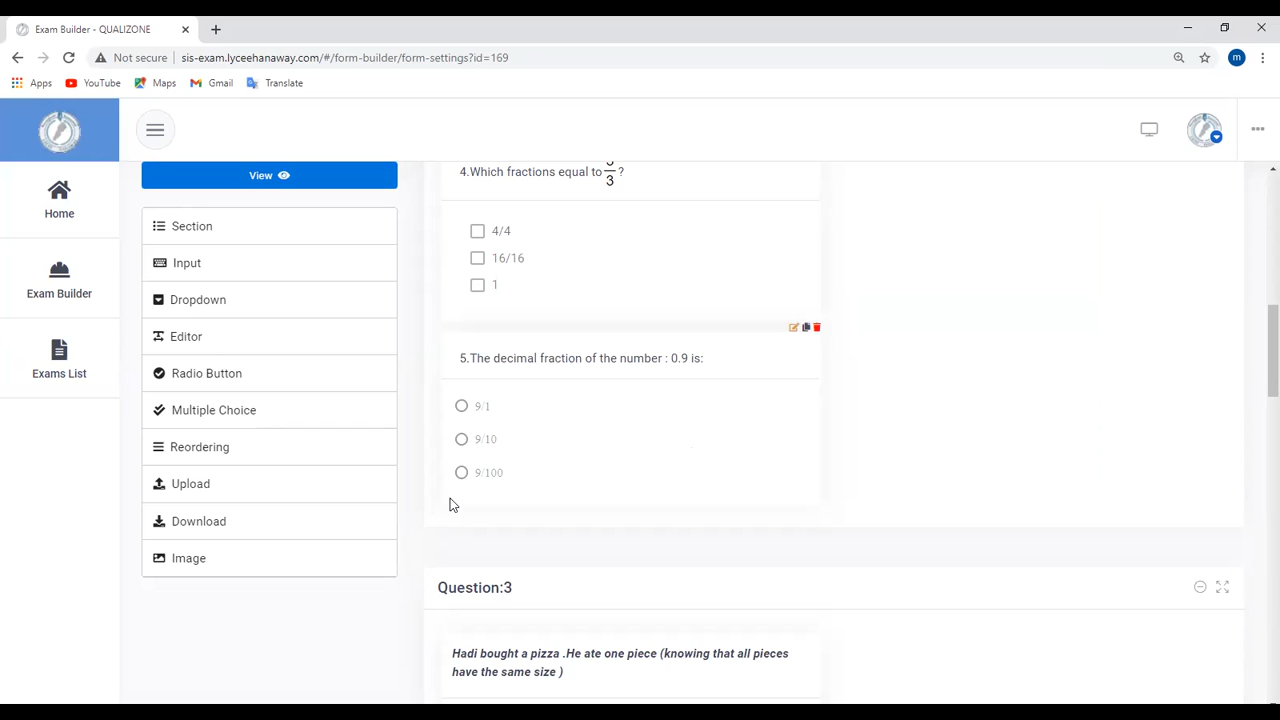 Exam Builder - QUALIZONE
Not secure
sis-exam.lyceehanaway.com/#/form-builder/form-settings?id=169
m
Apps
YouTube
Maps
Gmail
Translate
Home
Exam Builder
Exams List
View
Section
Input
Dropdown
Editor
Radio Button
Multiple Choice
Reordering
Upload
Download
Image
4.Which fractions equal to /3 ?
4/4
16/16
1
5.The decimal fraction of the number : 0.9 is:
9/1
9/10
9/100
Question:3
Hadi bought a pizza .He ate one piece (knowing that all pieces
have the same size )